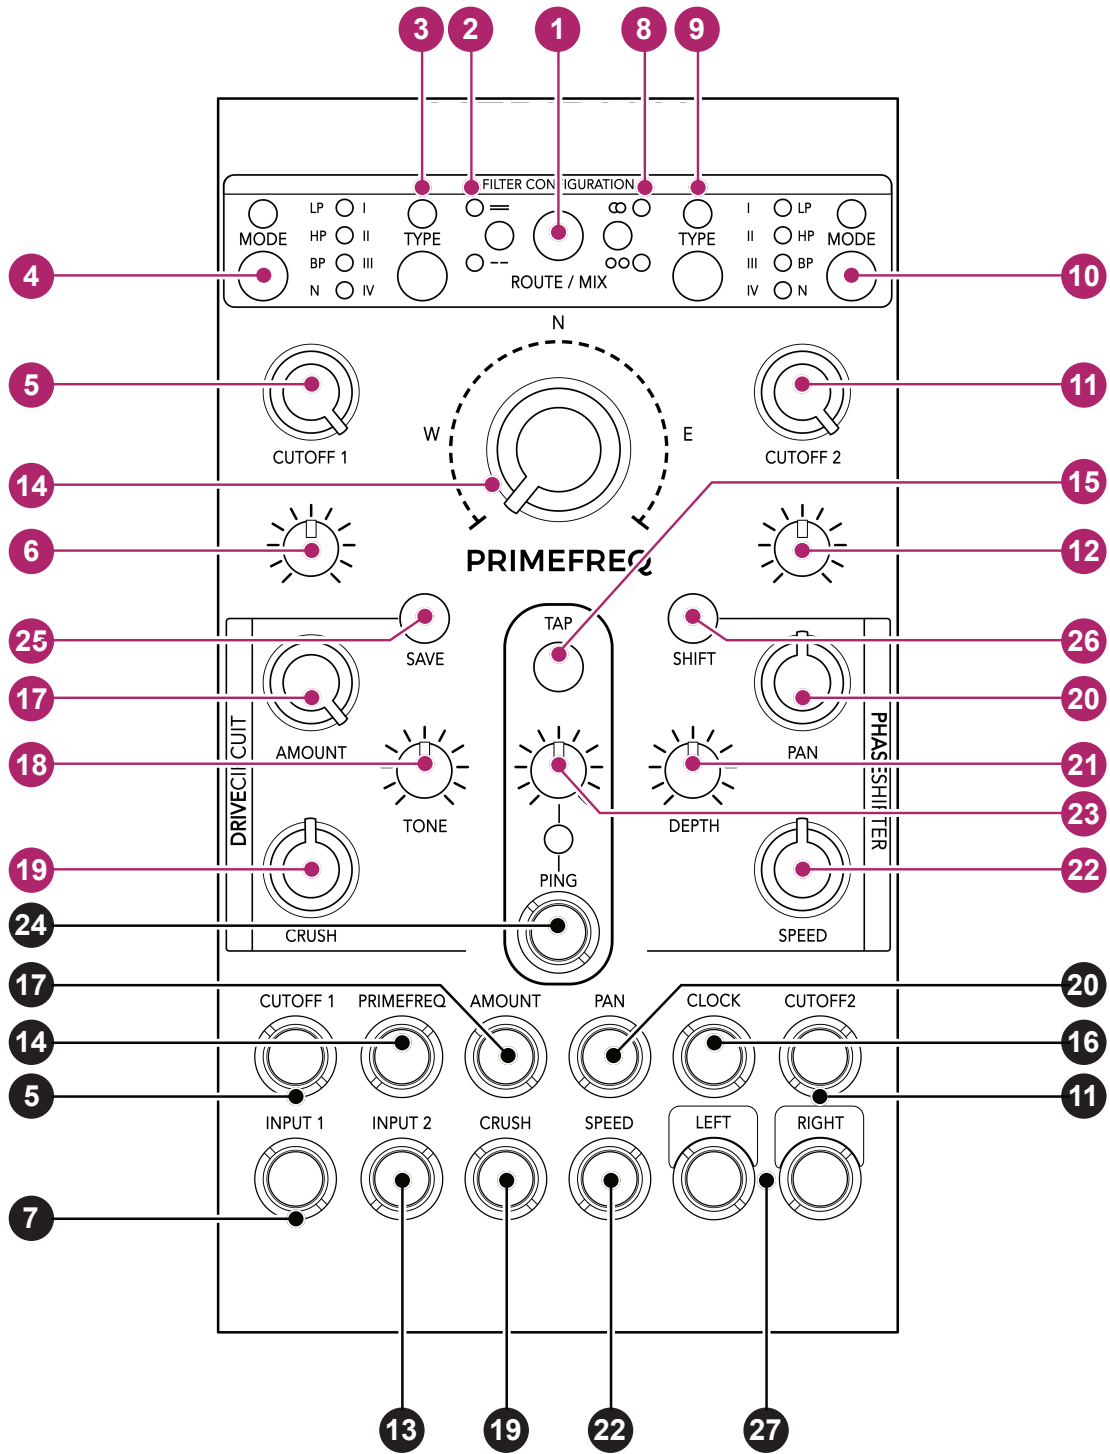 3 2 1 8 9
FILTER CONFIGURATION
LP I TYPE I LP
MODE HP II TYPE II HP MODE
4 BP III III BP 10
N IV ROUTE / MIX IV N
N
5 11
W E
CUTOFF 1 CUTOFF 2
14 15
6 12
PRIMEFREQ
25 TAP 26
SAVE SHIFT
17 20
AMOUNT PAN
DRIVECIRCUIT PHASESHIFTER
18 21
23
TONE DEPTH
19 22
PING
24
CRUSH SPEED
17 20
CUTOFF 1 PRIMEFREQ AMOUNT PAN CLOCK CUTOFF2
14 16
5 11
INPUT 1 INPUT 2 CRUSH SPEED LEFT RIGHT
7
13 19 22 27